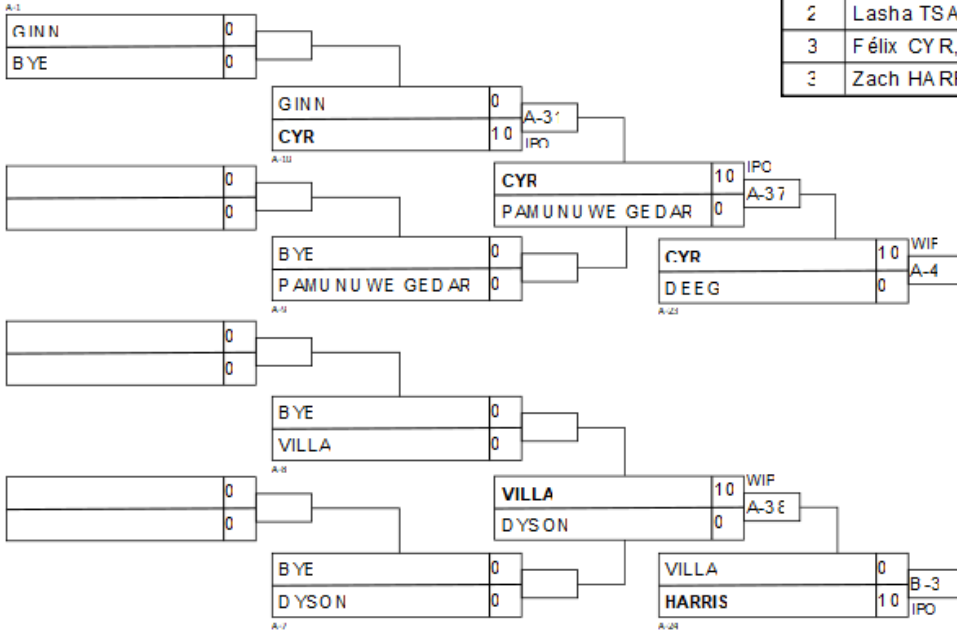 A-1
GINN 0
BYE 0
2 Lasha TSA
3 Félix CYR,
3 Zach HARR
GINN 0
CYR 10
A-10
A-31
IPO
0
0
CYR 10
PAMUNUWE GEDAR 0
IPO
A-37
BYE 0
PAMUNUWE GEDAR 0
A-9
CYR 10
DEEG 0
A-23
WIF
A-4
0
0
BYE 0
VILLA 0
A-8
0
0
VILLA 10
DYSON 0
WIF
A-38
BYE 0
DYSON 0
A-7
VILLA 0
HARRIS 10
A-24
B-3
IPO